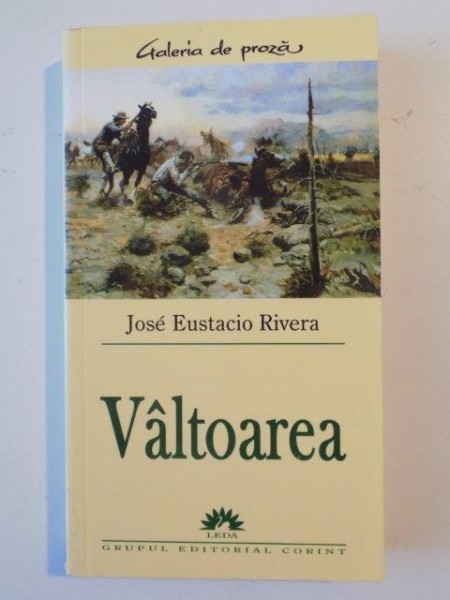 Galeria de proză
José Eustacio Rivera
Vâltoarea
LEDA
GRUPUL EDITORIAL CORINT